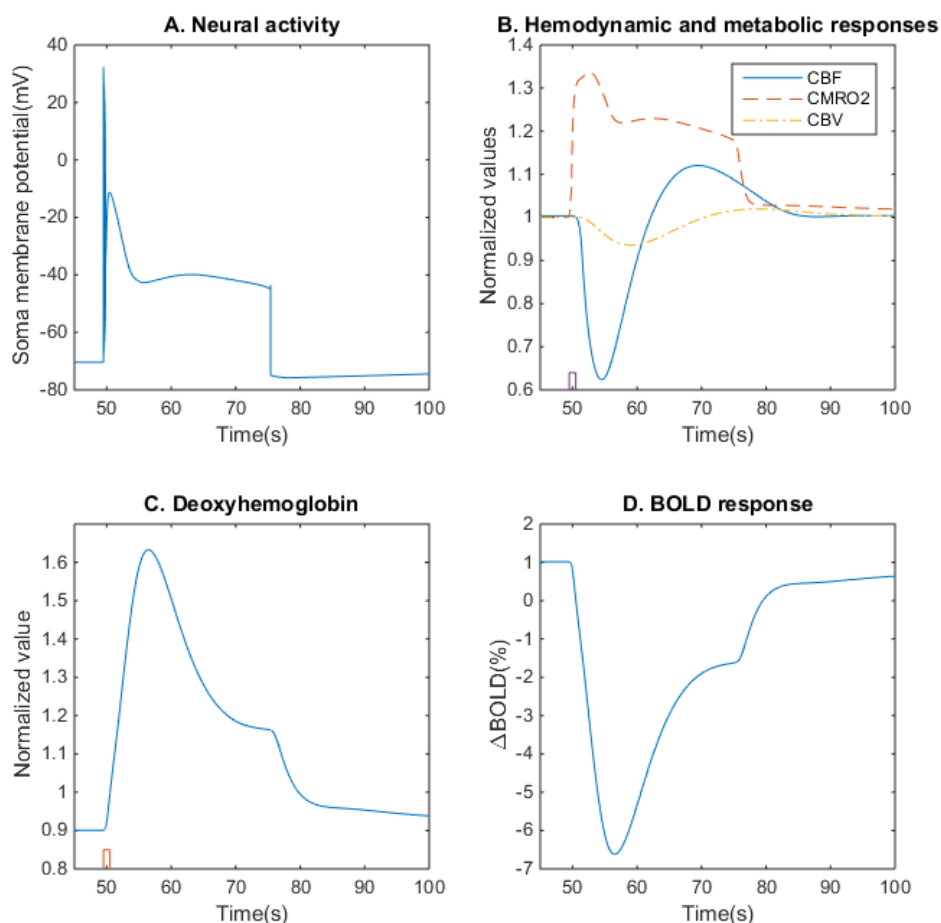 A. Neural activity
Soma membrane potential(mV)
40
20
0
-20
-40
-60
-80
50 60 70 80 90 100
Time(s)
B. Hemodynamic and metabolic responses
Normalized values
1.4
1.3
1.2
1.1
1
0.9
0.8
0.7
0.6
CBF
CMRO2
CBV
50 60 70 80 90 100
Time(s)
C. Deoxyhemoglobin
Normalized value
1.6
1.5
1.4
1.3
1.2
1.1
1
0.9
0.8
50 60 70 80 90 100
Time(s)
D. BOLD response
ΔBOLD(%)
2
1
0
-1
-2
-3
-4
-5
-6
-7
50 60 70 80 90 100
Time(s)